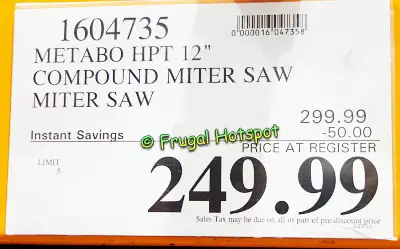 1604735
0000016047358
METABO HPT 12"
COMPOUND MITER SAW
MITER SAW
299.99
Instant Savings
-50.00
© Frugal Hotspot
PRICE AT REGISTER
LIMIT
5
249.99
Sales Tax may be due on all or part of pre-discount price